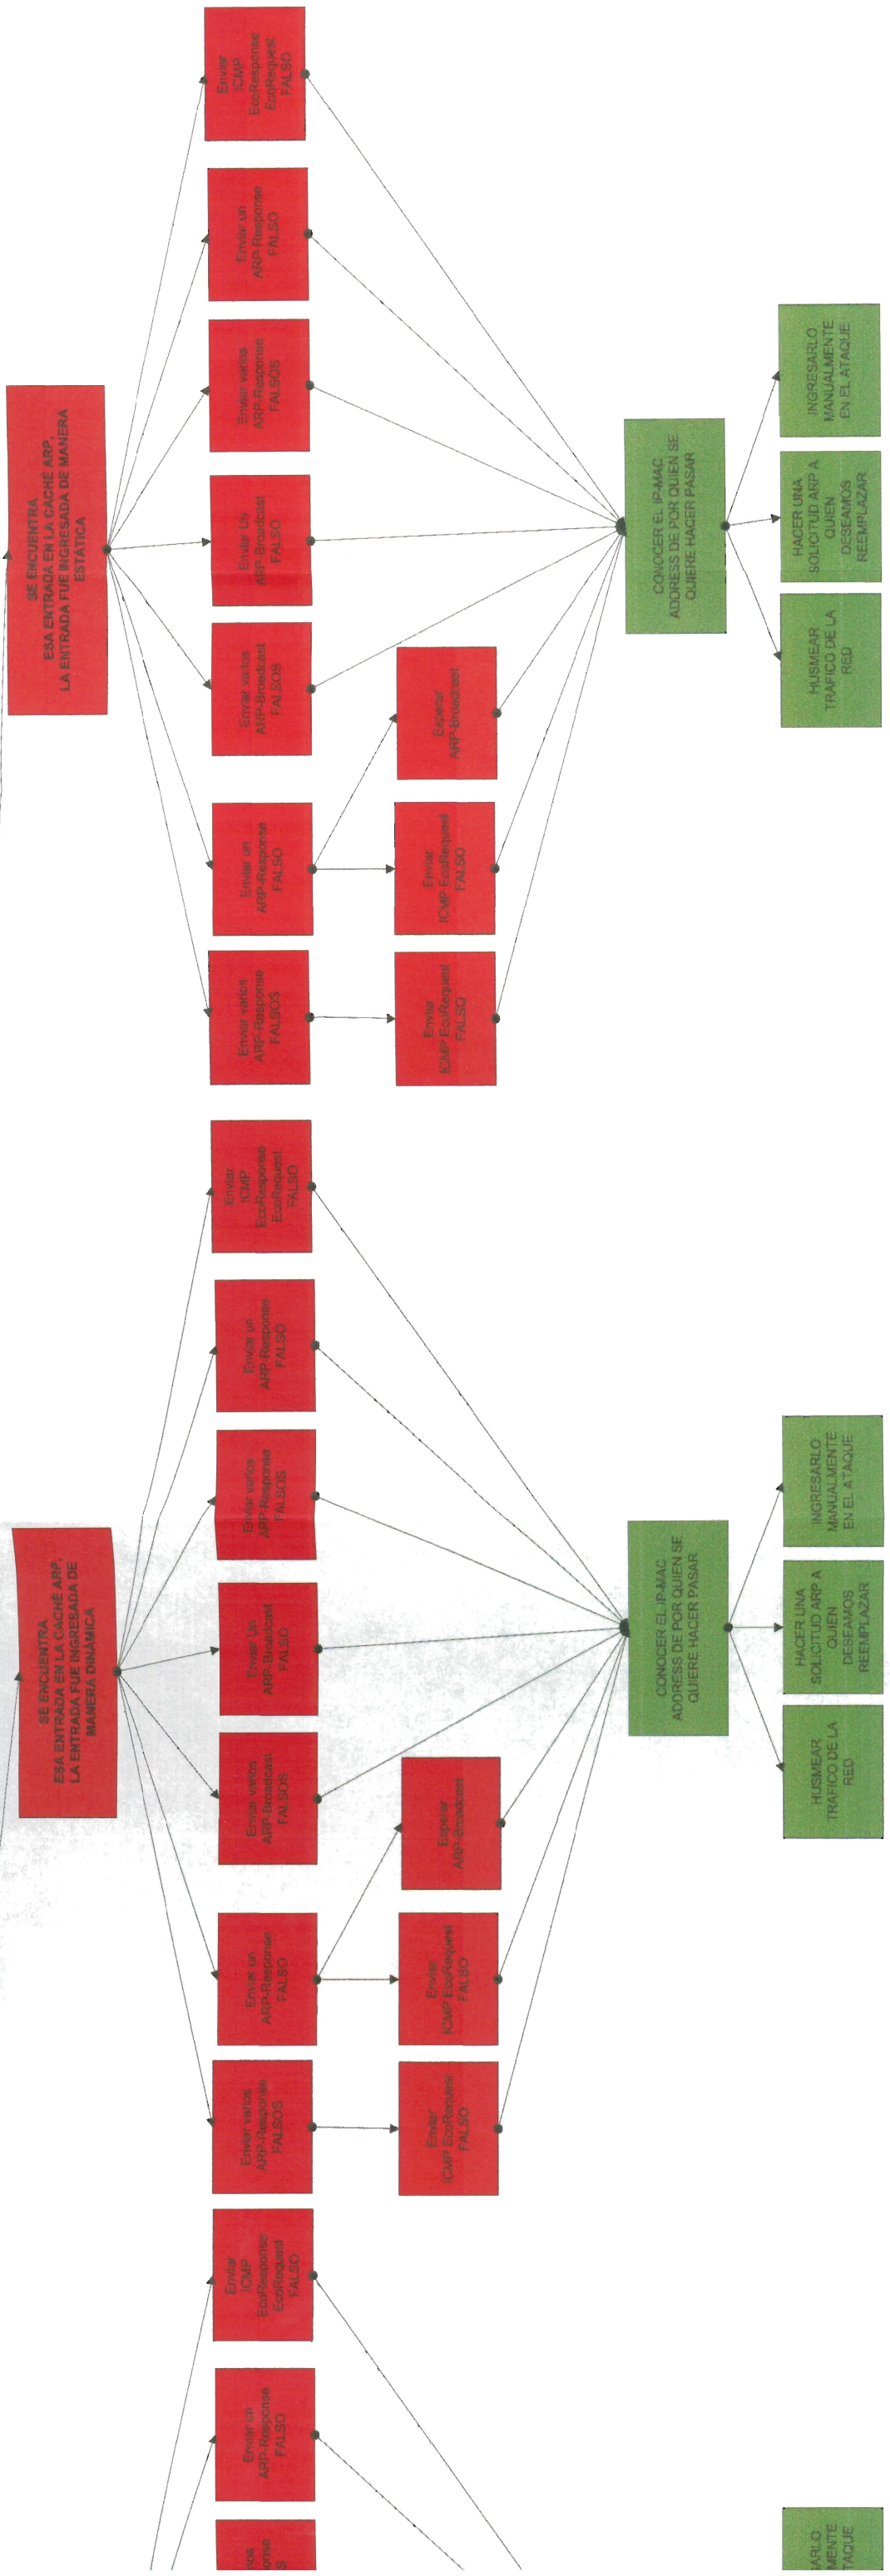 SE ENCUENTRA
ESA ENTRADA EN LA CACHÉ ARP,
LA ENTRADA FUE INGRESADA DE
MANERA DINÁMICA
SE ENCUENTRA
ESA ENTRADA EN LA CACHÉ ARP,
LA ENTRADA FUE INGRESADA DE MANERA
ESTÁTICA
onse
S
Enviar un
ARP-Response
FALSO
Enviar
ICMP
EcoResponse
EcoRequest
FALSO
Enviar varios
ARP-Response
FALSOS
Enviar un
ARP-Response
FALSO
Enviar varios
ARP-Broadcast
FALSOS
Enviar Un
ARP-Broadcast
FALSO
Enviar varios
ARP-Response
FALSOS
Enviar un
ARP-Response
FALSO
Enviar
ICMP
EcoResponse
EcoRequest
FALSO
Enviar varios
ARP-Response
FALSOS
Enviar un
ARP-Response
FALSO
Enviar varios
ARP-Broadcast
FALSOS
Enviar Un
ARP-Broadcast
FALSO
Enviar varios
ARP-Response
FALSOS
Enviar un
ARP-Response
FALSO
Enviar
ICMP
EcoResponse
EcoRequest
FALSO
Enviar
ICMP EcoRequest
FALSO
Enviar
ICMP EcoRequest
FALSO
Esperar
ARP-Broadcast
Enviar
ICMP EcoRequest
FALSO
Enviar
ICMP EcoRequest
FALSO
Esperar
ARP-Broadcast
CONOCER EL IP-MAC
ADDRESS DE POR QUIEN SE
QUIERE HACER PASAR
CONOCER EL IP-MAC
ADDRESS DE POR QUIEN SE
QUIERE HACER PASAR
ARLO
MENTE
TAQUE
HUSMEAR
TRAFICO DE LA
RED
HACER UNA
SOLICITUD ARP A
QUIEN
DESEAMOS
REEMPLAZAR
INGRESARLO
MANUALMENTE
EN EL ATAQUE
HUSMEAR
TRAFICO DE LA
RED
HACER UNA
SOLICITUD ARP A
QUIEN
DESEAMOS
REEMPLAZAR
INGRESARLO
MANUALMENTE
EN EL ATAQUE